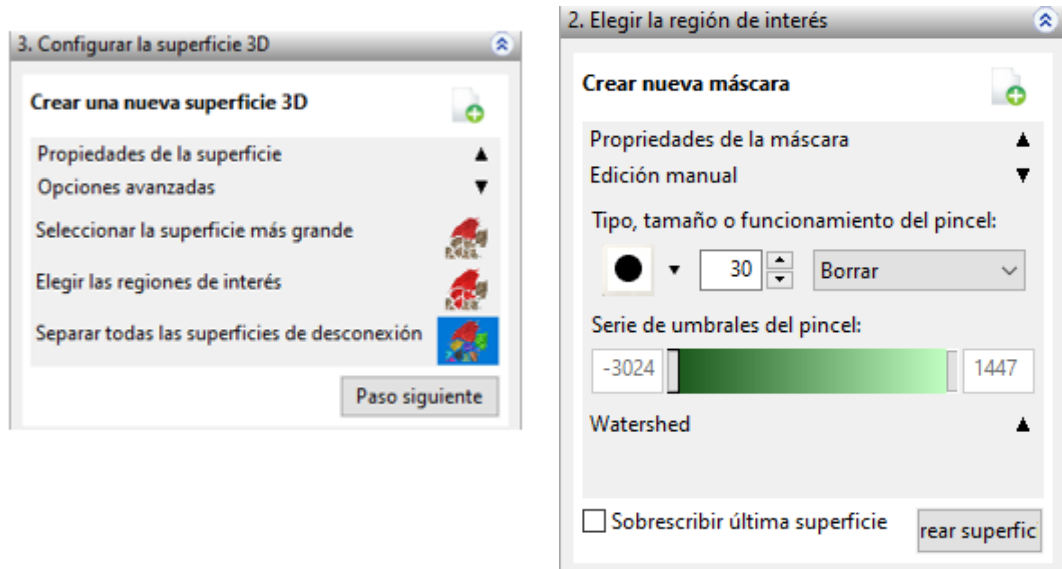 3. Configurar la superficie 3D
Crear una nueva superficie 3D
Propiedades de la superficie
Opciones avanzadas
Seleccionar la superficie más grande
Elegir las regiones de interés
Separar todas las superficies de desconexión
Paso siguiente
2. Elegir la región de interés
Crear nueva máscara
Propriedades de la máscara
Edición manual
Tipo, tamaño o funcionamiento del pincel:
30 Borrar
Serie de umbrales del pincel:
-3024 1447
Watershed
Sobrescribir última superficie
rear superfic